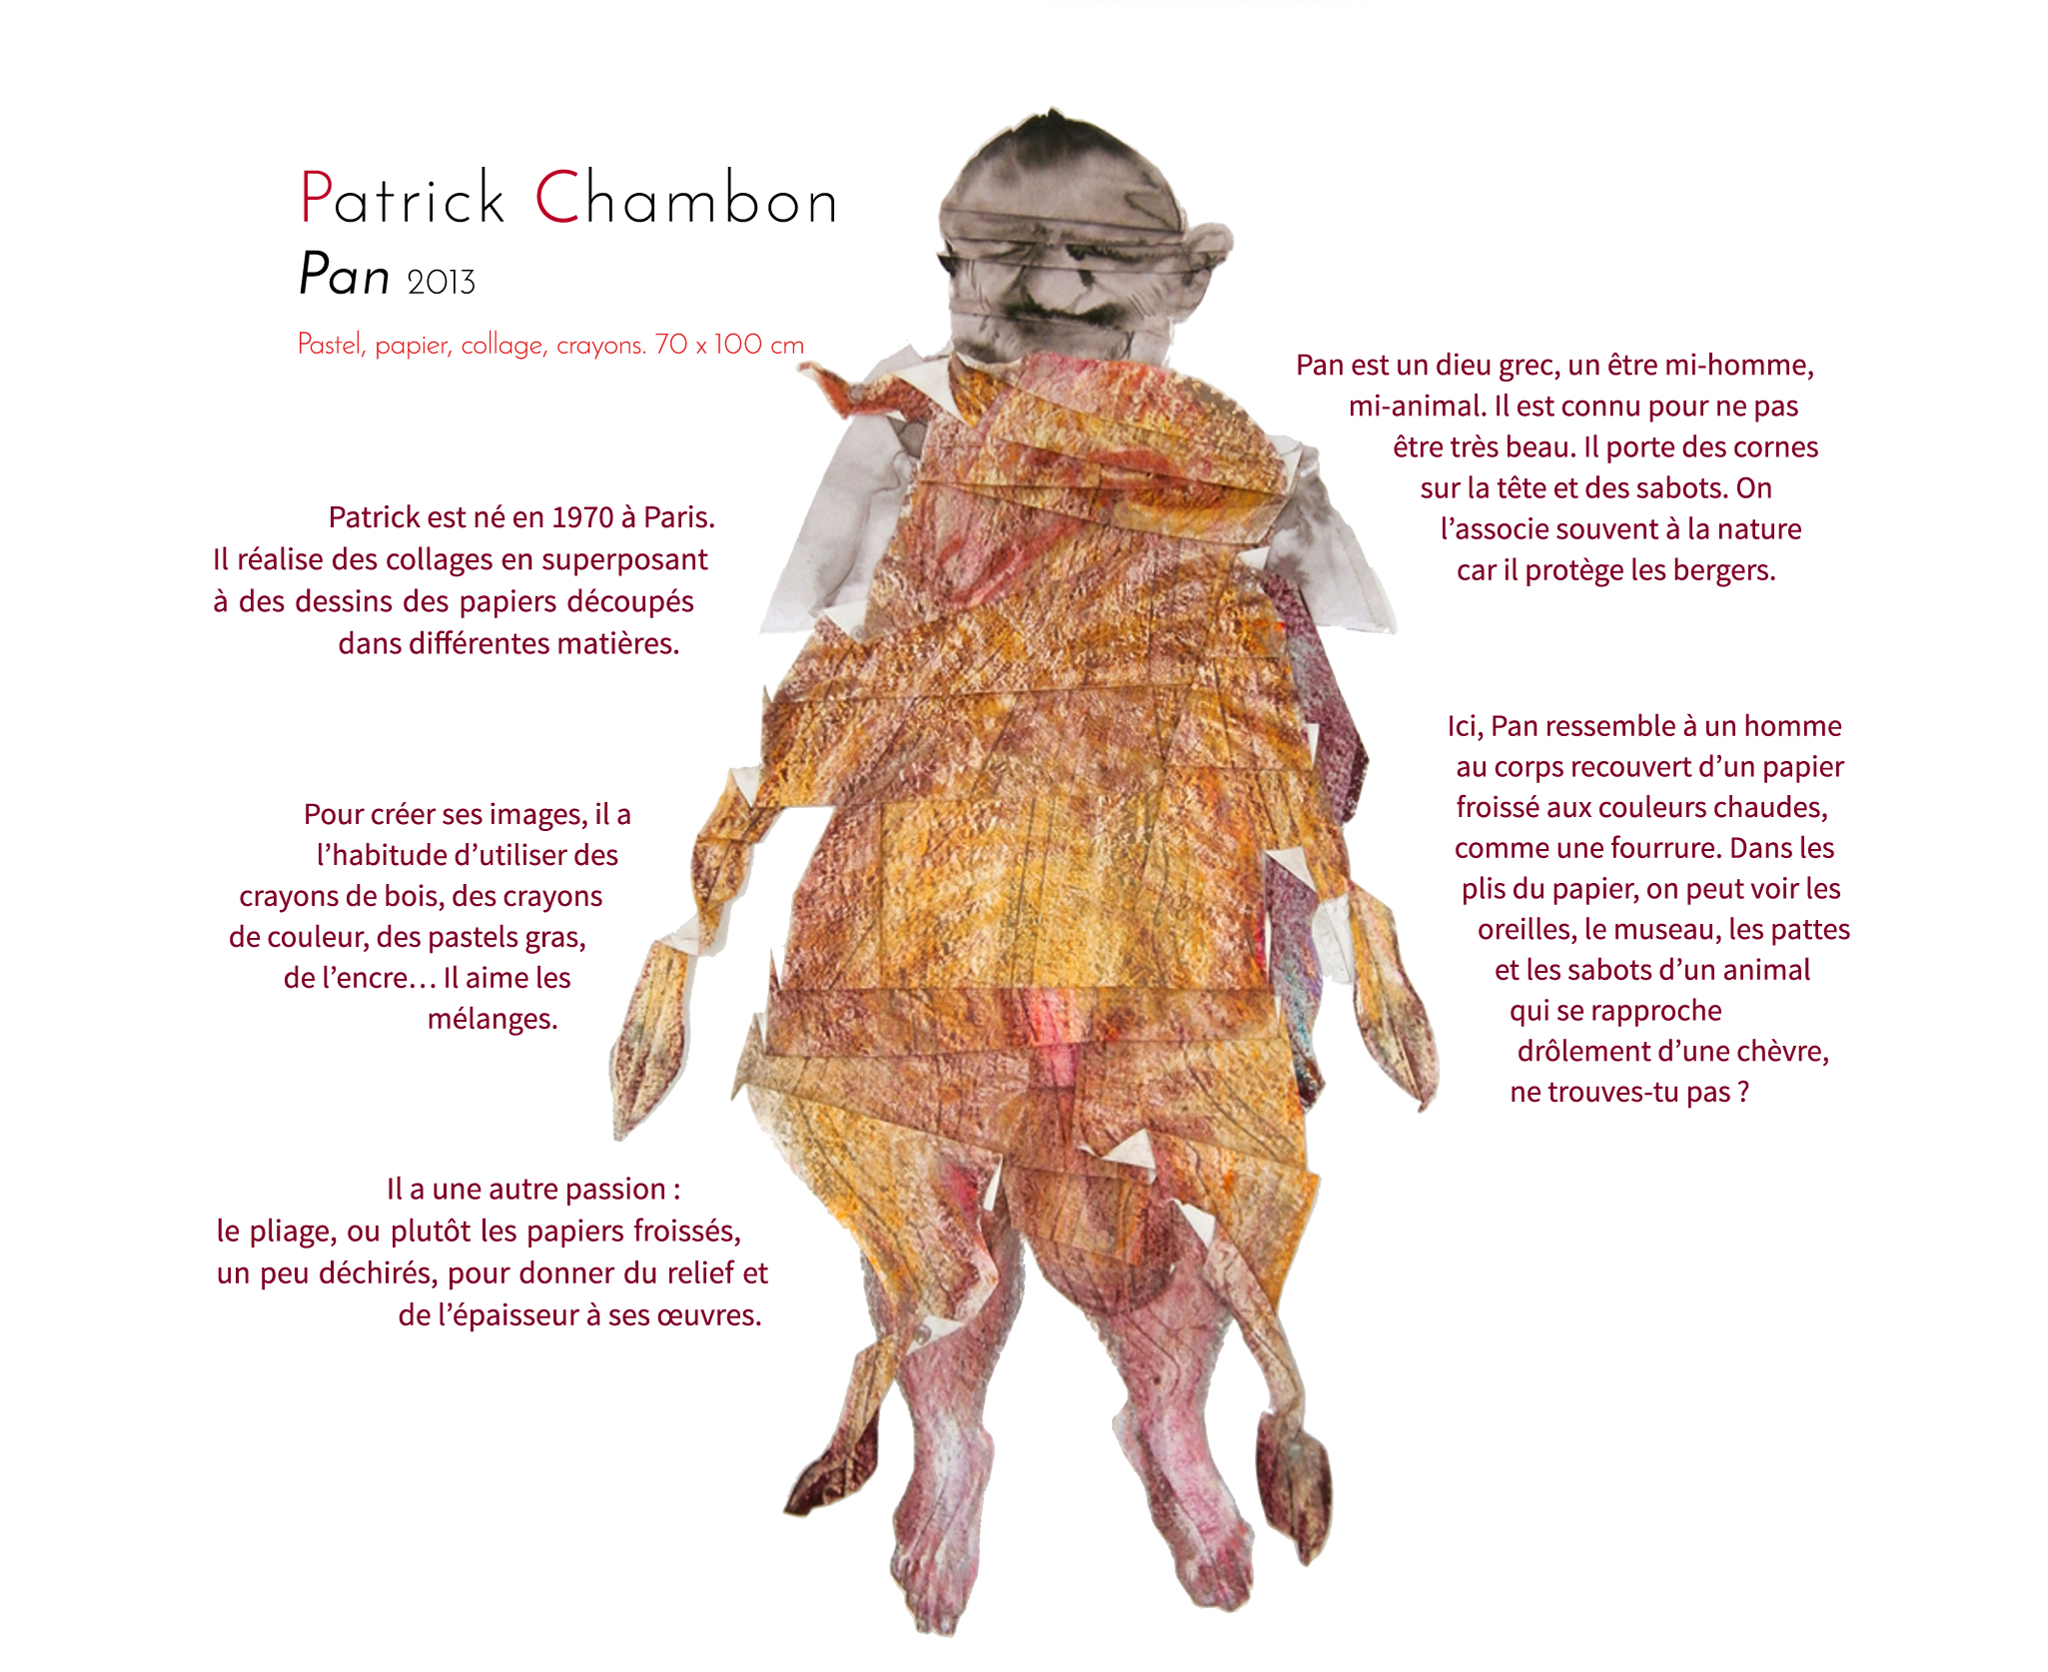 Patrick Chambon
Pan 2013
Pastel, papier, collage, crayons. 70 x 100 cm
Patrick est né en 1970 à Paris.
Il réalise des collages en superposant
à des dessins des papiers découpés
dans différentes matières.
Pour créer ses images, il a
l’habitude d’utiliser des
crayons de bois, des crayons
de couleur, des pastels gras,
de l’encre… Il aime les
mélanges.
Il a une autre passion :
le pliage, ou plutôt les papiers froissés,
un peu déchirés, pour donner du relief et
de l’épaisseur à ses œuvres.
Pan est un dieu grec, un être mi-homme,
mi-animal. Il est connu pour ne pas
être très beau. Il porte des cornes
sur la tête et des sabots. On
l’associe souvent à la nature
car il protège les bergers.
Ici, Pan ressemble à un homme
au corps recouvert d’un papier
froissé aux couleurs chaudes,
comme une fourrure. Dans les
plis du papier, on peut voir les
oreilles, le museau, les pattes
et les sabots d’un animal
qui se rapproche
drôlement d’une chèvre,
ne trouves-tu pas ?